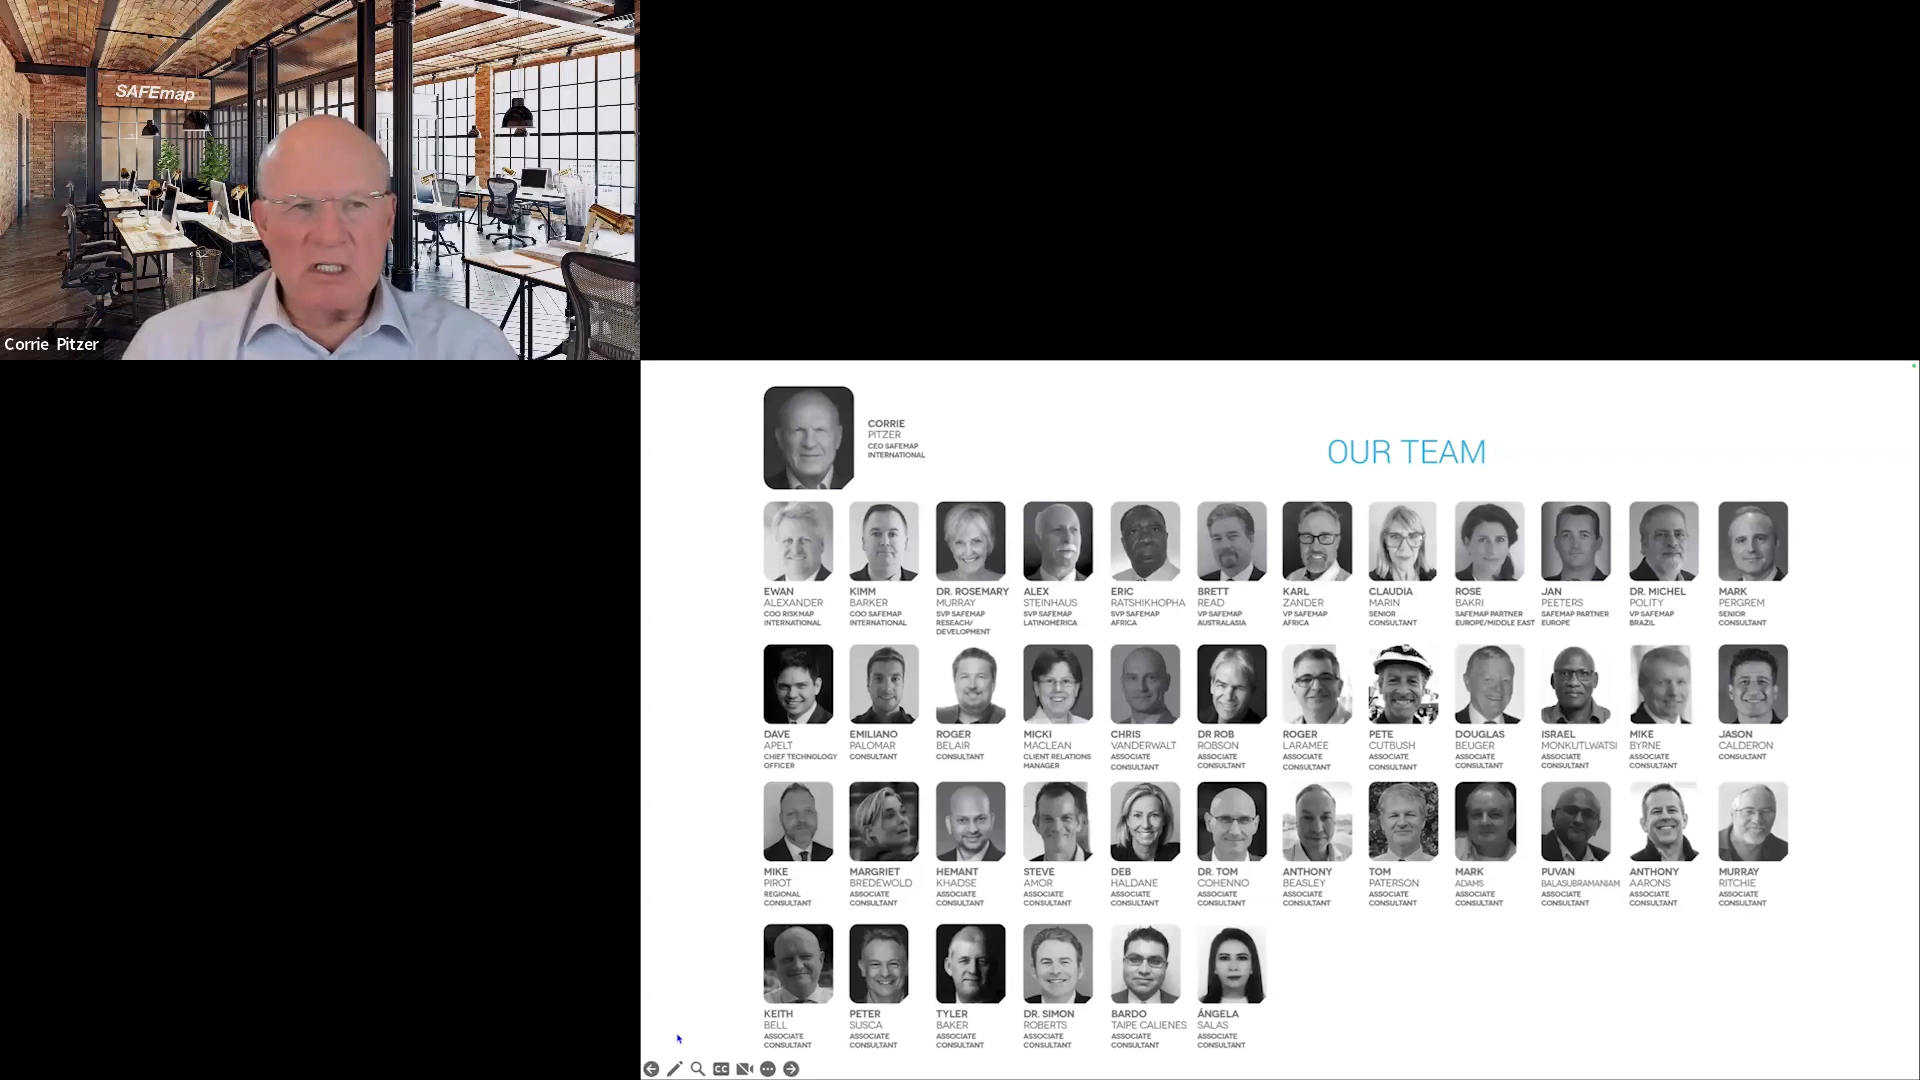 SAFEmap
Corrie Pitzer
CORRIE
PITZER
CEO SAFEMAP
INTERNATIONAL
OUR TEAM
EWAN
ALEXANDER
COO RISKMAP
INTERNATIONAL
KIMM
BARKER
COO SAFEMAP
INTERNATIONAL
DR. ROSEMARY
MURRAY
SVP SAFEMAP
RESEACH/
DEVELOPMENT
ALEX
STEINHAUS
SVP SAFEMAP
LATINOMÉRICA
ERIC
RATSHIKHOPHA
SVP SAFEMAP
AFRICA
BRETT
READ
VP SAFEMAP
AUSTRALASIA
KARL
ZANDER
VP SAFEMAP
AFRICA
CLAUDIA
MARIN
SENIOR
CONSULTANT
ROSE
BAKRI
SAFEMAP PARTNER
EUROPE/MIDDLE EAST
JAN
PEETERS
SAFEMAP PARTNER
EUROPE
DR. MICHEL
POLITY
VP SAFEMAP
BRAZIL
MARK
PERGREM
SENIOR
CONSULTANT
DAVE
APELT
CHIEF TECHNOLOGY
OFFICER
EMILIANO
PALOMAR
CONSULTANT
ROGER
BELAIR
CONSULTANT
MICKI
MACLEAN
CLIENT RELATIONS
MANAGER
CHRIS
VANDERWALT
ASSOCIATE
CONSULTANT
DR ROB
ROBSON
ASSOCIATE
CONSULTANT
ROGER
LARAMEE
ASSOCIATE
CONSULTANT
PETE
CUTBUSH
ASSOCIATE
CONSULTANT
DOUGLAS
BEUGER
ASSOCIATE
CONSULTANT
ISRAEL
MONKUTLWATSI
ASSOCIATE
CONSULTANT
MIKE
BYRNE
ASSOCIATE
CONSULTANT
JASON
CALDERON
CONSULTANT
MIKE
PIROT
REGIONAL
CONSULTANT
MARGRIET
BREDEWOLD
ASSOCIATE
CONSULTANT
HEMANT
KHADSE
ASSOCIATE
CONSULTANT
STEVE
AMOR
ASSOCIATE
CONSULTANT
DEB
HALDANE
ASSOCIATE
CONSULTANT
DR. TOM
COHENNO
ASSOCIATE
CONSULTANT
ANTHONY
BEASLEY
ASSOCIATE
CONSULTANT
TOM
PATERSON
ASSOCIATE
CONSULTANT
MARK
ADAMS
ASSOCIATE
CONSULTANT
PUVAN
BALASUBRAMANIAM
ASSOCIATE
CONSULTANT
ANTHONY
AARONS
ASSOCIATE
CONSULTANT
MURRAY
RITCHIE
ASSOCIATE
CONSULTANT
KEITH
BELL
ASSOCIATE
CONSULTANT
PETER
SUSCA
ASSOCIATE
CONSULTANT
TYLER
BAKER
ASSOCIATE
CONSULTANT
DR. SIMON
ROBERTS
ASSOCIATE
CONSULTANT
BARDO
TAIPE CALIENES
ASSOCIATE
CONSULTANT
ÁNGELA
SALAS
ASSOCIATE
CONSULTANT
CC